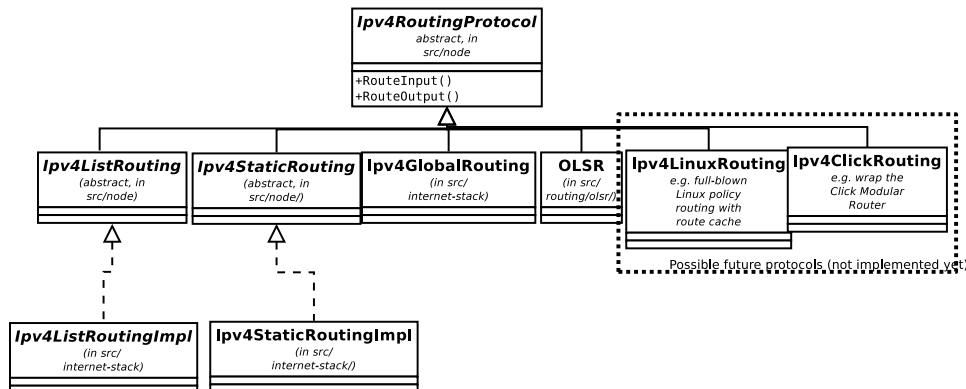 Ipv4RoutingProtocol
abstract, in
src/node
+RouteInput()
+RouteOutput()
Ipv4ListRouting
(abstract, in
src/node)
Ipv4StaticRouting
(abstract, in
src/node/)
Ipv4GlobalRouting
(in src/
internet-stack)
OLSR
(in src/
routing/olsr/)
Ipv4LinuxRouting
e.g. full-blown
Linux policy
routing with
route cache
Ipv4ClickRouting
e.g. wrap the
Click Modular
Router
Possible future protocols (not implemented yet)
Ipv4ListRoutingImpl
(in src/
internet-stack)
Ipv4StaticRoutingImpl
(in src/
internet-stack/)